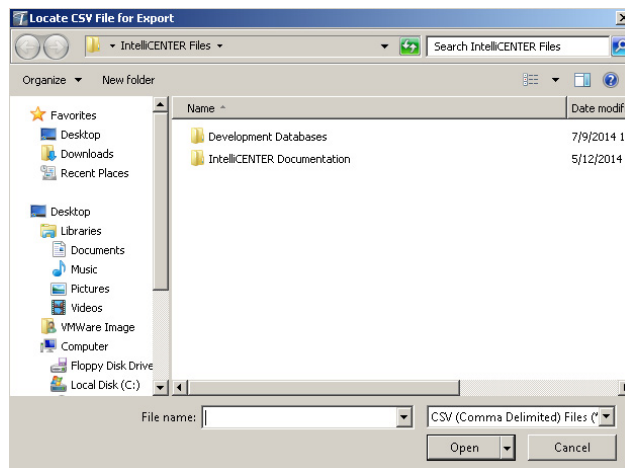 Locate CSV File for Export
IntelliCENTER Files
Search IntelliCENTER Files
Organize
New folder
Name
Date modif
Favorites
Desktop
Downloads
Recent Places
Desktop
Libraries
Documents
Music
Pictures
Videos
VMWare Image
Computer
Floppy Disk Drive
Local Disk (C:)
Development Databases
7/9/2014 1
IntelliCENTER Documentation
5/12/2014
File name:
CSV (Comma Delimited) Files (*
Open
Cancel